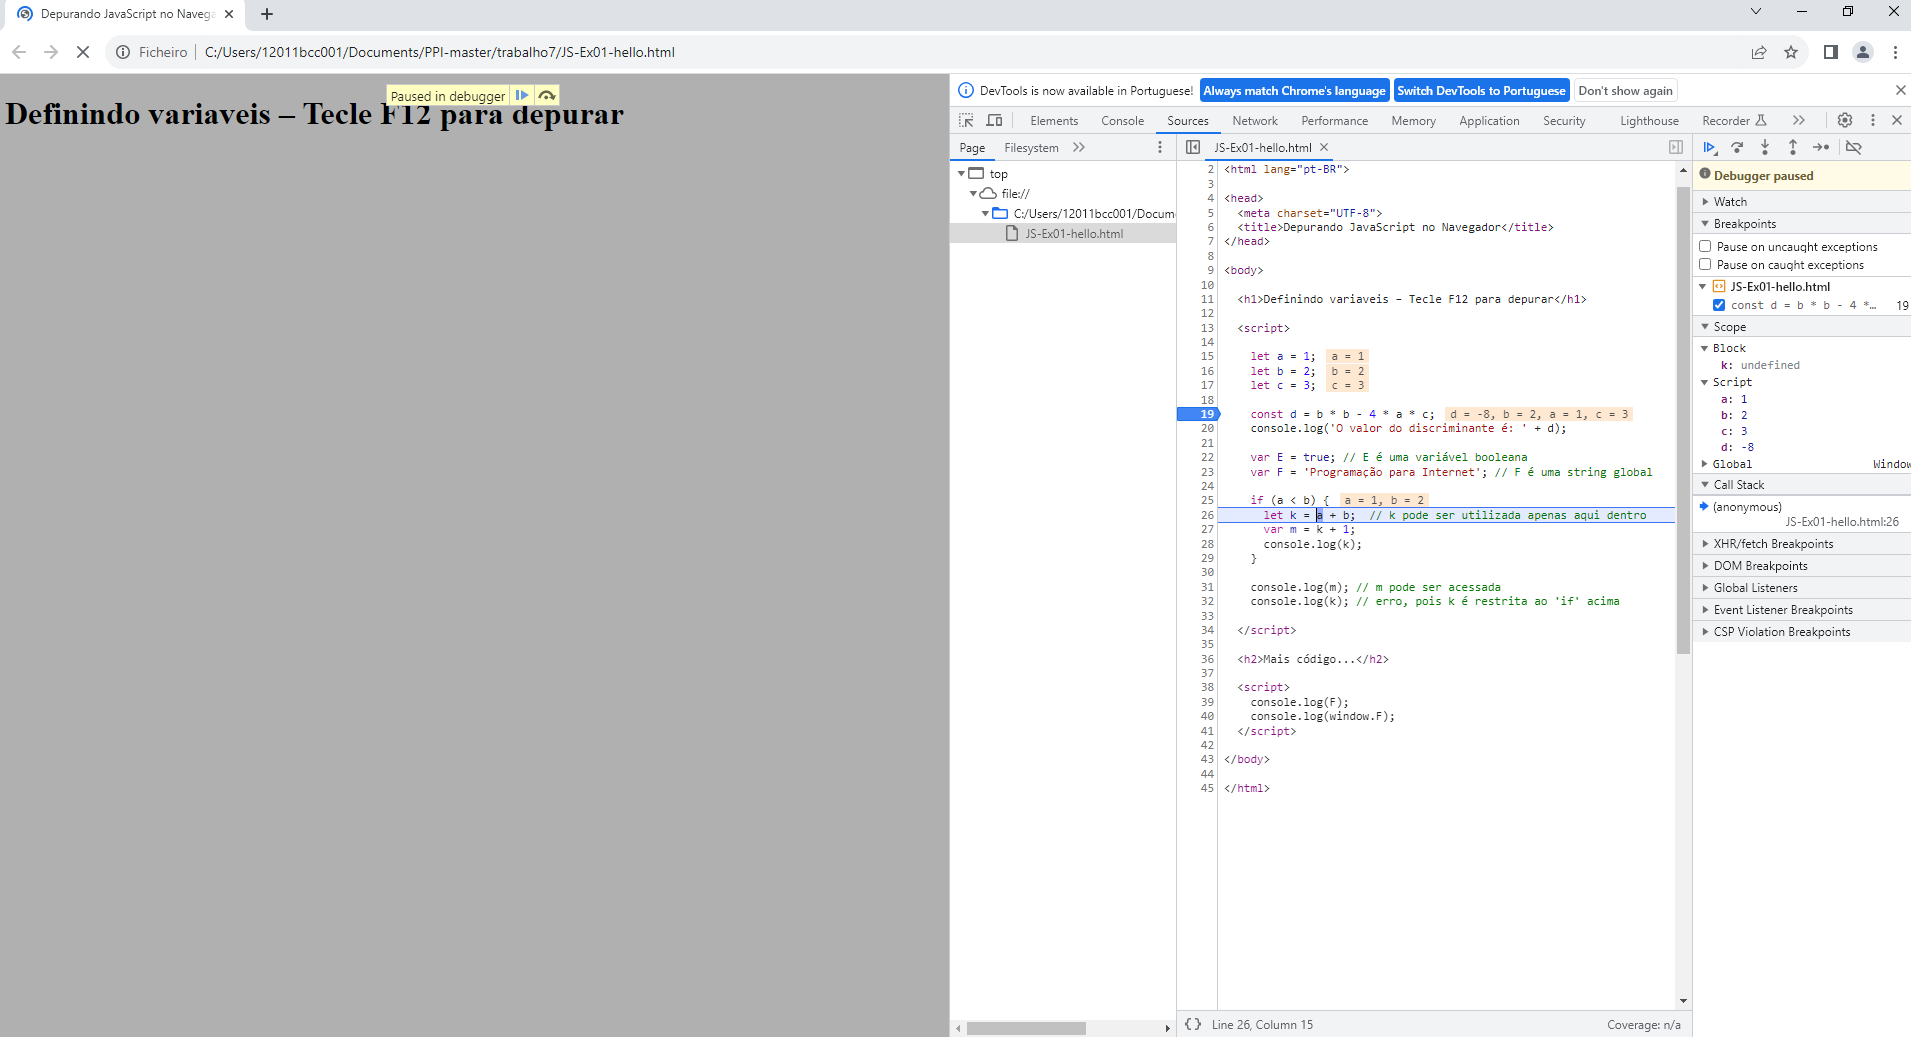 Depurando JavaScript no Navega
Ficheiro
C:/Users/12011bcc001/Documents/PPI-master/trabalho7/JS-Ex01-hello.html
Paused in debugger
Definindo variaveis – Tecle F12 para depurar
DevTools is now available in Portuguese!
Always match Chrome's language
Switch DevTools to Portuguese
Don't show again
Elements
Console
Sources
Network
Performance
Memory
Application
Security
Lighthouse
Recorder
Page
Filesystem
top
file://
C:/Users/12011bcc001/Docum
JS-Ex01-hello.html
JS-Ex01-hello.html
2 <html lang="pt-BR">
3
4 <head>
5 <meta charset="UTF-8">
6 <title>Depurando JavaScript no Navegador</title>
7 </head>
8
9 <body>
10
11 <h1>Definindo variaveis – Tecle F12 para depurar</h1>
12
13 <script>
14
15 let a = 1; a = 1
16 let b = 2; b = 2
17 let c = 3; c = 3
18
19 const d = b * b - 4 * a * c; d = -8, b = 2, a = 1, c = 3
20 console.log('O valor do discriminante é: ' + d);
21
22 var E = true; // E é uma variável booleana
23 var F = 'Programação para Internet'; // F é uma string global
24
25 if (a < b) { a = 1, b = 2
26 let k = a + b; // k pode ser utilizada apenas aqui dentro
27 var m = k + 1;
28 console.log(k);
29 }
30
31 console.log(m); // m pode ser acessada
32 console.log(k); // erro, pois k é restrita ao 'if' acima
33
34 </script>
35
36 <h2>Mais código...</h2>
37
38 <script>
39 console.log(F);
40 console.log(window.F);
41 </script>
42
43 </body>
44
45 </html>
{} Line 26, Column 15
Coverage: n/a
Debugger paused
Watch
Breakpoints
Pause on uncaught exceptions
Pause on caught exceptions
JS-Ex01-hello.html
const d = b * b - 4 *… 19
Scope
Block
k: undefined
Script
a: 1
b: 2
c: 3
d: -8
Global Window
Call Stack
(anonymous)
JS-Ex01-hello.html:26
XHR/fetch Breakpoints
DOM Breakpoints
Global Listeners
Event Listener Breakpoints
CSP Violation Breakpoints